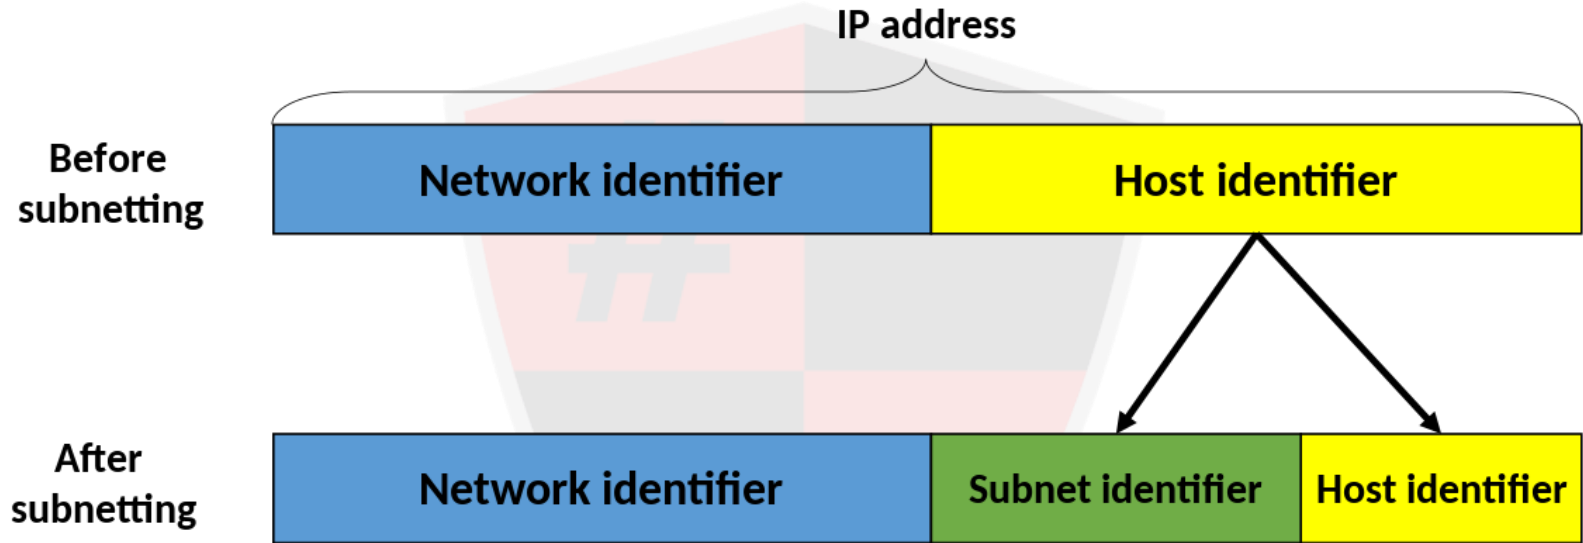 IP address
Before
subnetting
Network identifier
Host identifier
#
After
subnetting
Network identifier
Subnet identifier
Host identifier